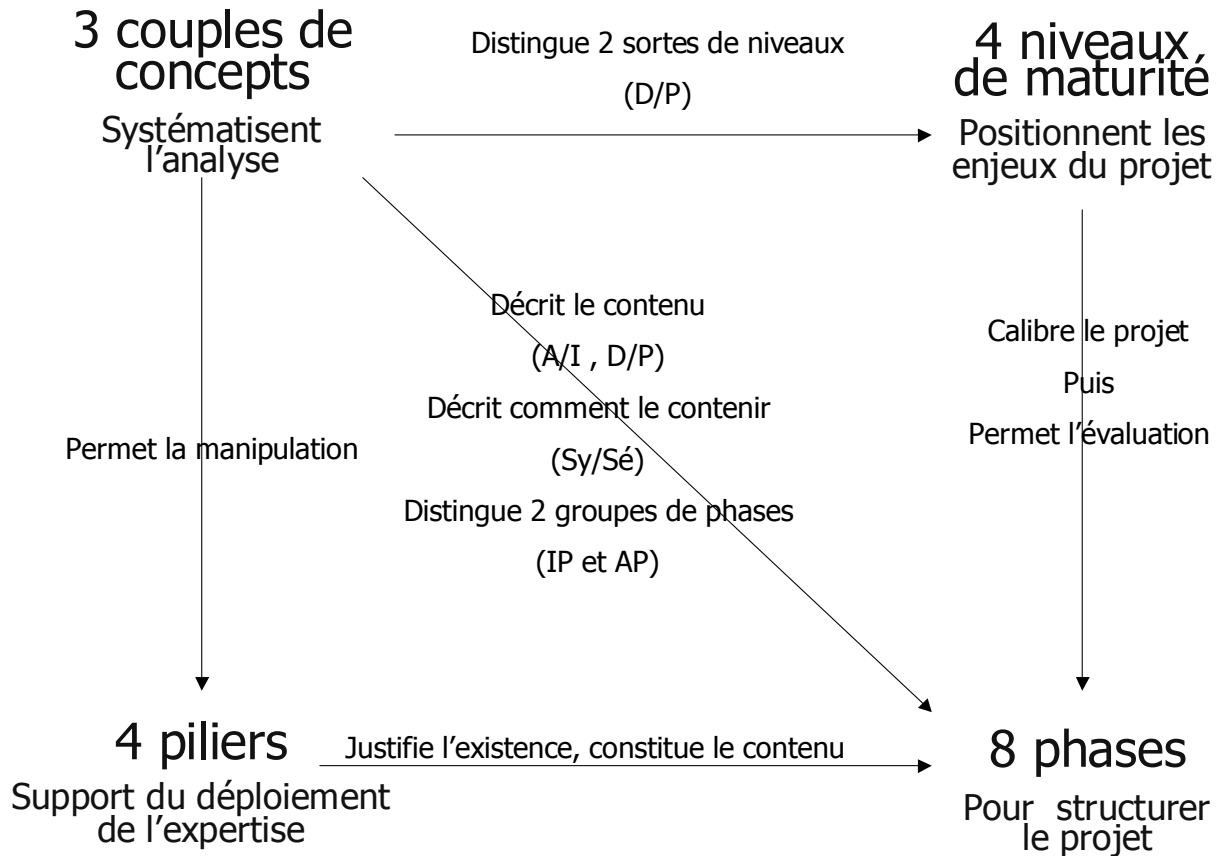 3 couples de
concepts
Systématisent
l'analyse
Distingue 2 sortes de niveaux
(D/P)
4 niveaux
de maturité
Positionnent les
enjeux du projet
Décrit le contenu
(A/I , D/P)
Décrit comment le contenir
(Sy/Sé)
Distingue 2 groupes de phases
(IP et AP)
Calibre le projet
Puis
Permet l'évaluation
Permet la manipulation
4 piliers
Support du déploiement
de l'expertise
Justifie l'existence, constitue le contenu
8 phases
Pour structurer
le projet